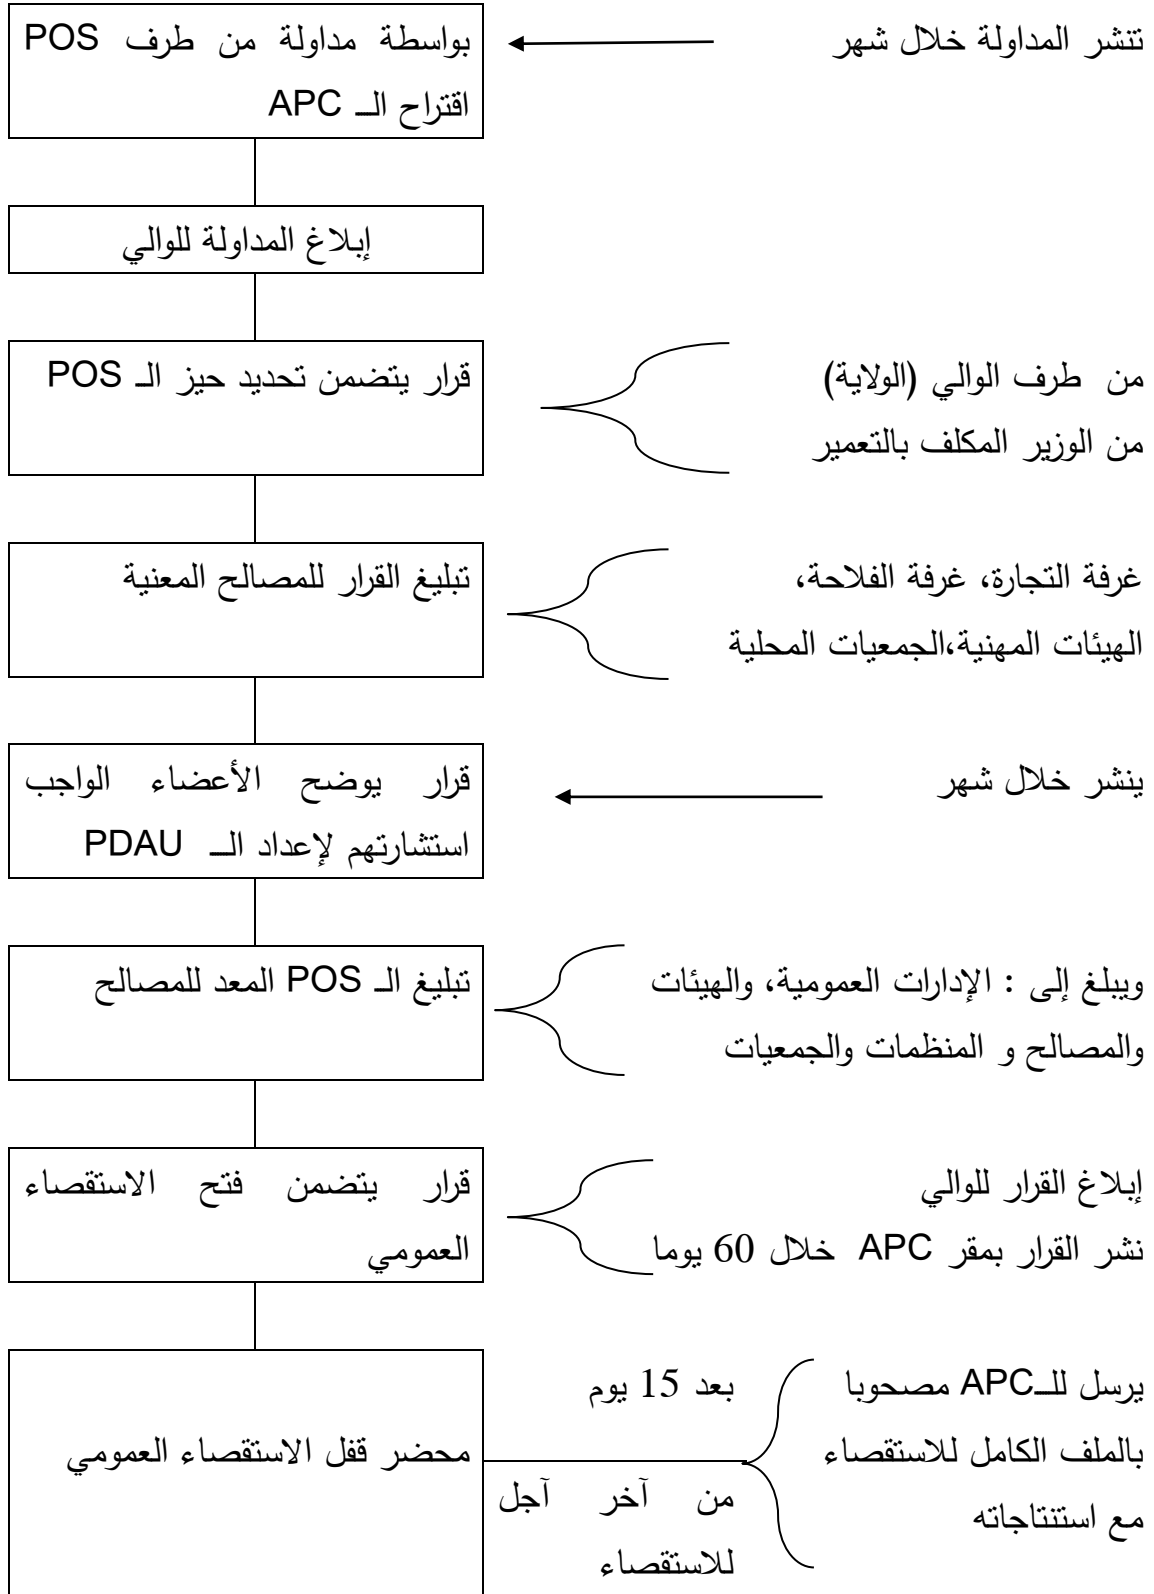 تنشر المداولة خلال شهر
بواسطة مداولة من طرف POS
اقتراح الــ APC
إبلاغ المداولة للوالي
من طرف الوالي (الولاية)
من الوزير المكلف بالتعمير
قرار يتضمن تحديد حيز الـ POS
غرفة التجارة، غرفة الفلاحة،
الهيئات المهنية،الجمعيات المحلية
تبليغ القرار للمصالح المعنية
ينشر خلال شهر
قرار يوضح الأعضاء الواجب
استشارتهم لإعداد الــ PDAU
ويبلغ إلى : الإدارات العمومية، والهيئات
والمصالح و المنظمات والجمعيات
تبليغ الـ POS المعد للمصالح
إبلاغ القرار للوالي
نشر القرار بمقر APC خلال 60 يوما
قرار يتضمن فتح الاستقصاء
العمومي
يرسل للــAPC مصحوبا
بالملف الكامل للاستقصاء
مع استنتاجاته
بعد 15 يوم
من آخر آجل
للاستقصاء
محضر قفل الاستقصاء العمومي